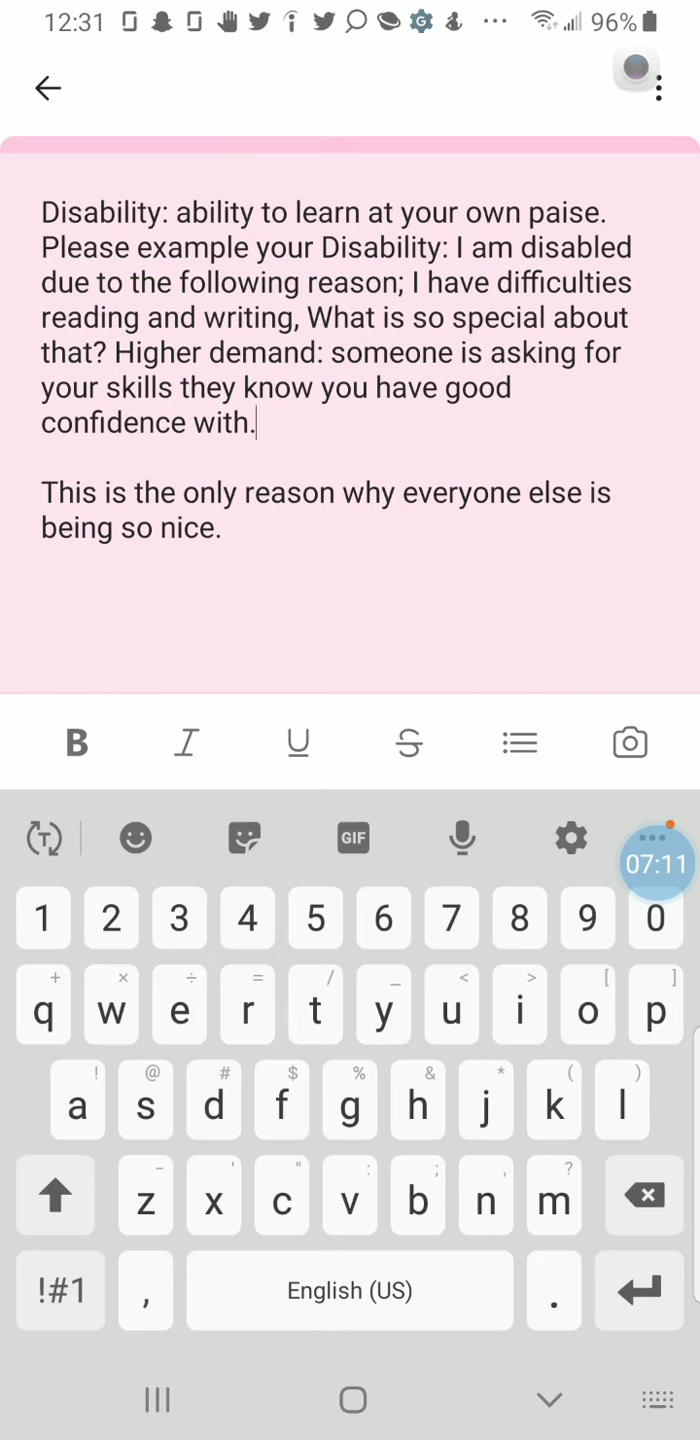 12:31 96%
Disability: ability to learn at your own paise.
Please example your Disability: I am disabled
due to the following reason; I have difficulties
reading and writing, What is so special about
that? Higher demand: someone is asking for
your skills they know you have good
confidence with.
This is the only reason why everyone else is
being so nice.
B I U S
T GIF
07:11
1 2 3 4 5 6 7 8 9 0
+ × ÷ = / _ < > [ ]
q w e r t y u i o p
! @ # $ % & * ( )
a s d f g h j k l
- ' " : ; , ?
z x c v b n m
!#1 , English (US) .